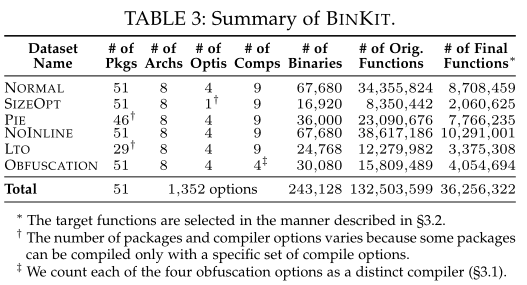 TABLE 3: Summary of BINKIT.
Dataset Name # of Pkgs # of Archs # of Optis # of Comps # of Binaries # of Orig. Functions # of Final Functions*
NORMAL 51 8 4 9 67,680 34,355,824 8,708,459
SIZEOPT 51 8 1† 9 16,920 8,350,442 2,060,625
PIE 46† 8 4 9 36,000 23,090,676 7,766,235
NOINLINE 51 8 4 9 67,680 38,617,186 10,291,001
LTO 29† 8 4 9 24,768 12,279,982 3,375,308
OBFUSCATION 51 8 4 4‡ 30,080 15,809,489 4,054,694
Total 51 1,352 options 243,128 132,503,599 36,256,322
* The target functions are selected in the manner described in §3.2.
† The number of packages and compiler options varies because some packages
can be compiled only with a specific set of compile options.
‡ We count each of the four obfuscation options as a distinct compiler (§3.1).